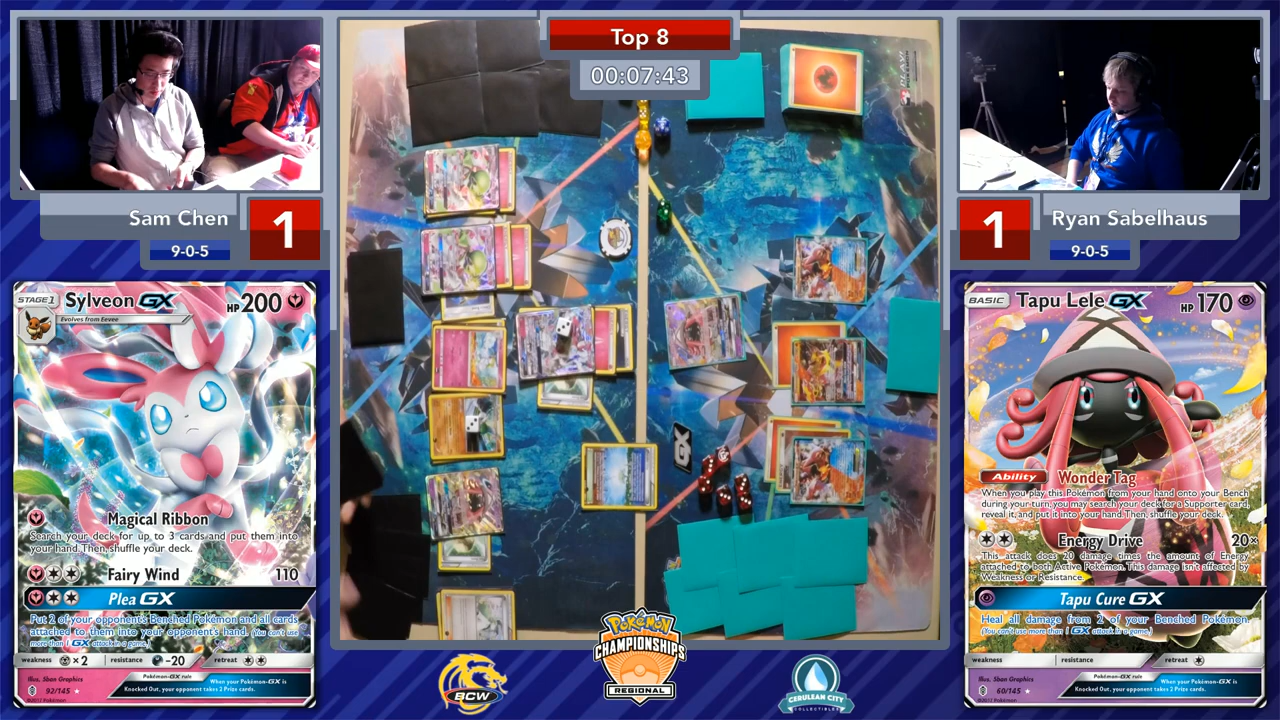 Top 8
00:07:43
Sam Chen
1
9-0-5
1
Ryan Sabelhaus
9-0-5
STAGE 1 Sylveon GX HP 200
Evolves from Eevee
Magical Ribbon
Search your deck for up to 3 cards and put them into
your hand. Then, shuffle your deck.
Fairy Wind 110
Plea GX
Put 2 of your opponent's Benched Pokémon and all cards
attached to them into your opponent's hand. (You can't use
more than 1 GX attack in a game.)
weakness ×2 resistance -20 retreat
Illus. 5ban Graphics
Pokémon-GX rule
When your Pokémon-GX is
Knocked Out, your opponent takes 2 Prize cards.
92/145
BASIC Tapu Lele GX HP 170
Ability Wonder Tag
When you play this Pokémon from your hand onto your Bench
during your turn, you may search your deck for a Supporter card,
reveal it, and put it into your hand. Then, shuffle your deck.
Energy Drive 20×
This attack does 20 damage times the amount of Energy
attached to both Active Pokémon. This damage isn't affected by
Weakness or Resistance.
Tapu Cure GX
Heal all damage from 2 of your Benched Pokémon.
(You can't use more than 1 GX attack in a game.)
weakness resistance retreat
Illus. 5ban Graphics
Pokémon-GX rule
When your Pokémon-GX is
Knocked Out, your opponent takes 2 Prize cards.
60/145
GX
PLAY!
BCW
Pokémon
CHAMPIONSHIPS
REGIONAL
CERULEAN CITY
COLLECTIBLES